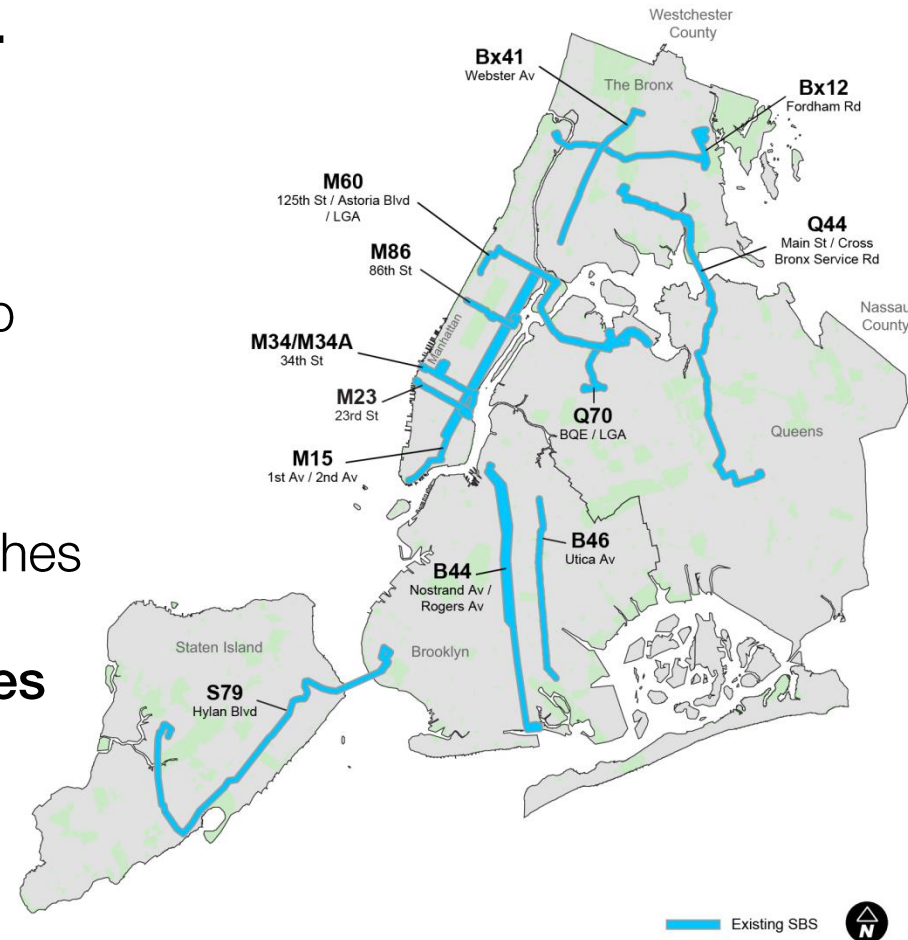 Westchester
County
Bx41
Webster Av
The Bronx
Bx12
Fordham Rd
M60
125th St / Astoria Blvd
/ LGA
M86
86th St
Q44
Main St / Cross
Bronx Service Rd
Nassau
County
Manhattan
M34/M34A
34th St
M23
23rd St
Q70
BQE / LGA
Queens
M15
1st Av / 2nd Av
hes
B46
Utica Av
B44
Nostrand Av /
Rogers Av
Staten Island
Brooklyn
es
S79
Hylan Blvd
Existing SBS
N